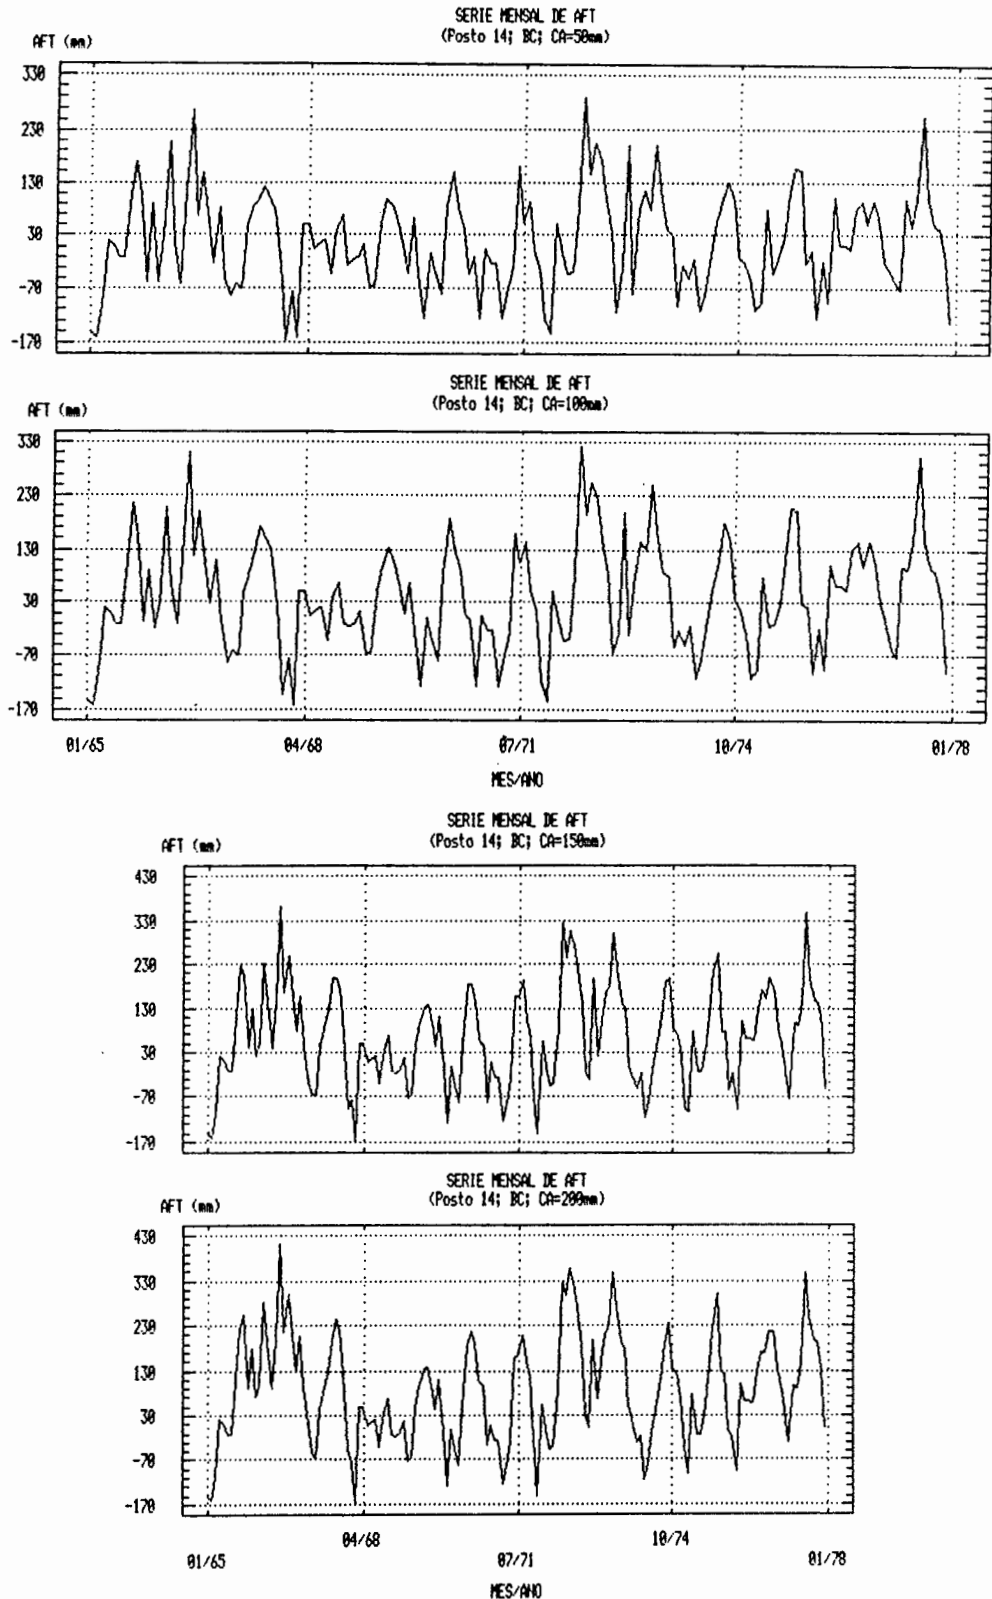 SERIE MENSAL DE AFT
(Posto 14; BC; CA=50mm)
AFT (mm)
330
230
130
30
-70
-170
SERIE MENSAL DE AFT
(Posto 14; BC; CA=100mm)
AFT (mm)
330
230
130
30
-70
-170
01/65 04/68 07/71 10/74 01/78
MES/ANO
SERIE MENSAL DE AFT
(Posto 14; BC; CA=150mm)
AFT (mm)
430
330
230
130
30
-70
-170
SERIE MENSAL DE AFT
(Posto 14; BC; CA=200mm)
AFT (mm)
430
330
230
130
30
-70
-170
04/68 10/74
01/65 07/71 01/78
MES/ANO